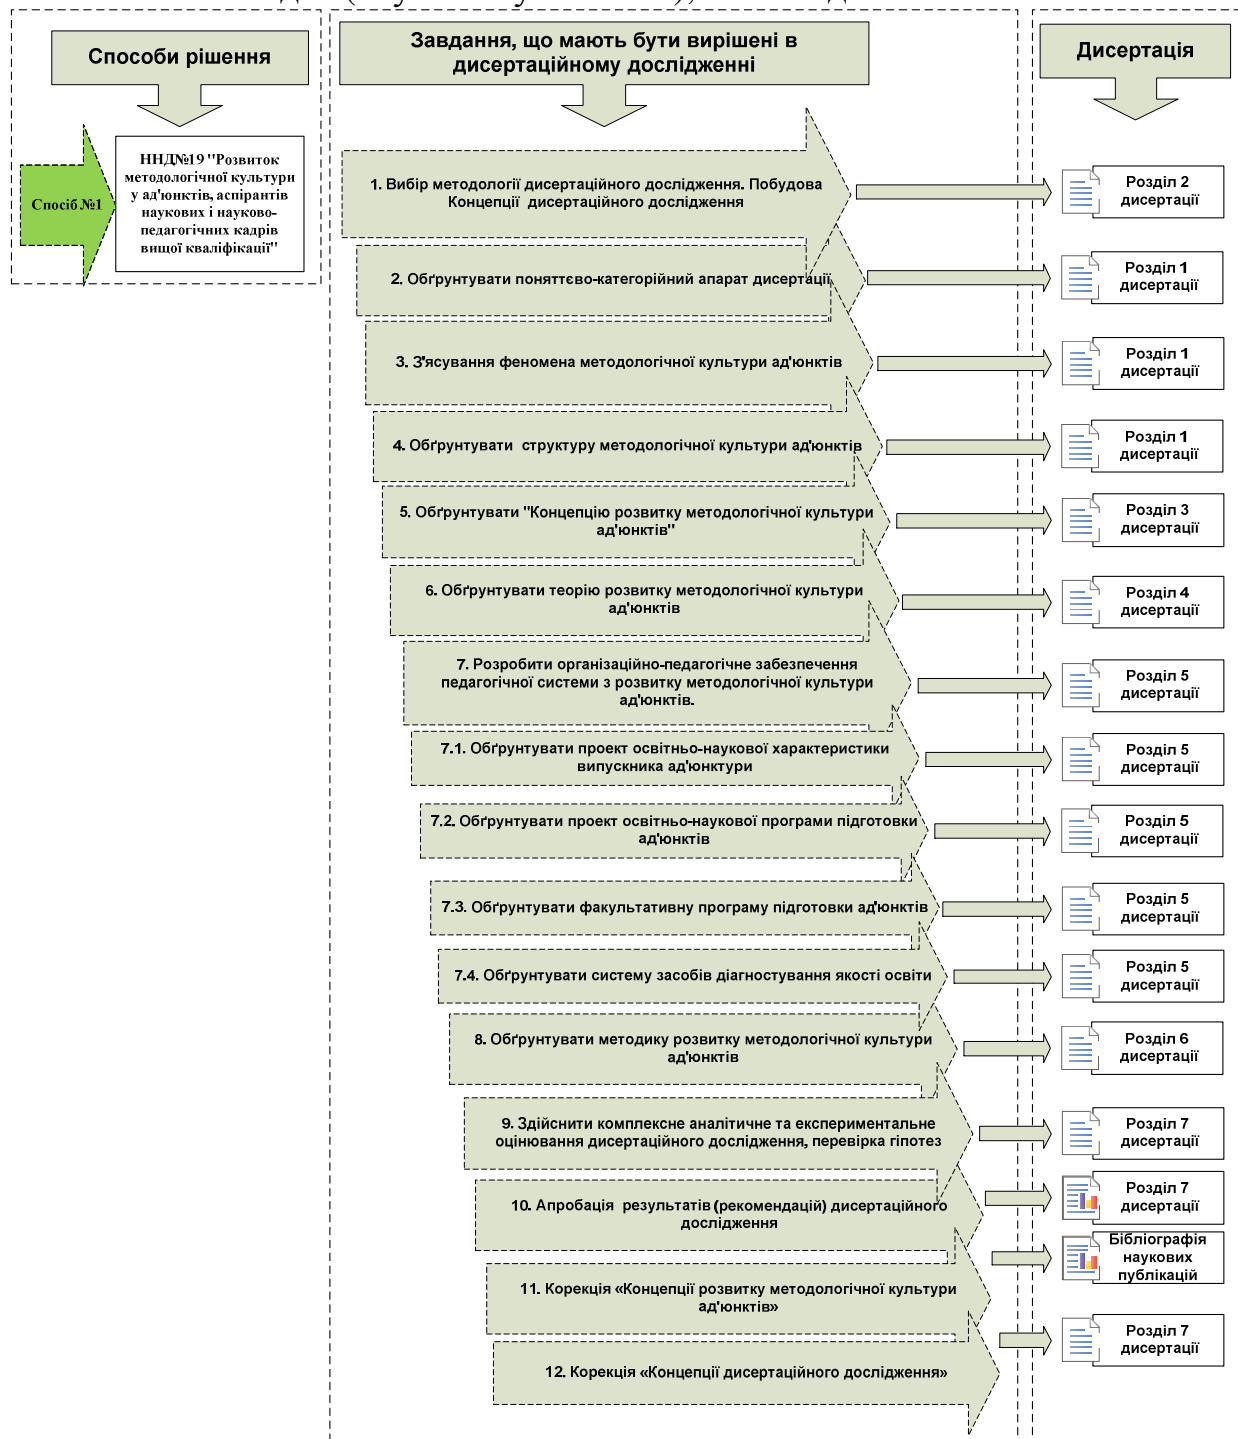 Способи рішення
Завдання, що мають бути вирішені в
дисертаційному дослідженні
Дисертація
Спосіб №1
ННД№19 "Розвиток
методологічної культури
у ад'юнктів, аспірантів
наукових і науково-
педагогічних кадрів
вищої кваліфікації"
1. Вибір методології дисертаційного дослідження. Побудова
Концепції дисертаційного дослідження
Розділ 2
дисертації
2. Обґрунтувати поняттєво-категорійний апарат дисертації
Розділ 1
дисертації
3. З'ясування феномена методологічної культури ад'юнктів
Розділ 1
дисертації
4. Обґрунтувати структуру методологічної культури ад'юнктів
Розділ 1
дисертації
5. Обґрунтувати "Концепцію розвитку методологічної культури
ад'юнктів"
Розділ 3
дисертації
6. Обґрунтувати теорію розвитку методологічної культури
ад'юнктів
Розділ 4
дисертації
7. Розробити організаційно-педагогічне забезпечення
педагогічної системи з розвитку методологічної культури
ад'юнктів.
Розділ 5
дисертації
7.1. Обґрунтувати проект освітньо-наукової характеристики
випускника ад'юнктури
Розділ 5
дисертації
7.2. Обґрунтувати проект освітньо-наукової програми підготовки
ад'юнктів
Розділ 5
дисертації
7.3. Обґрунтувати факультативну програму підготовки ад'юнктів
Розділ 5
дисертації
7.4. Обґрунтувати систему засобів діагностування якості освіти
Розділ 5
дисертації
8. Обґрунтувати методику розвитку методологічної культури
ад'юнктів
Розділ 6
дисертації
9. Здійснити комплексне аналітичне та експериментальне
оцінювання дисертаційного дослідження, перевірка гіпотез
Розділ 7
дисертації
10. Апробація результатів (рекомендацій) дисертаційного
дослідження
Розділ 7
дисертації
Бібліографія
наукових
публікацій
11. Корекція «Концепції розвитку методологічної культури
ад'юнктів»
Розділ 7
дисертації
12. Корекція «Концепції дисертаційного дослідження»